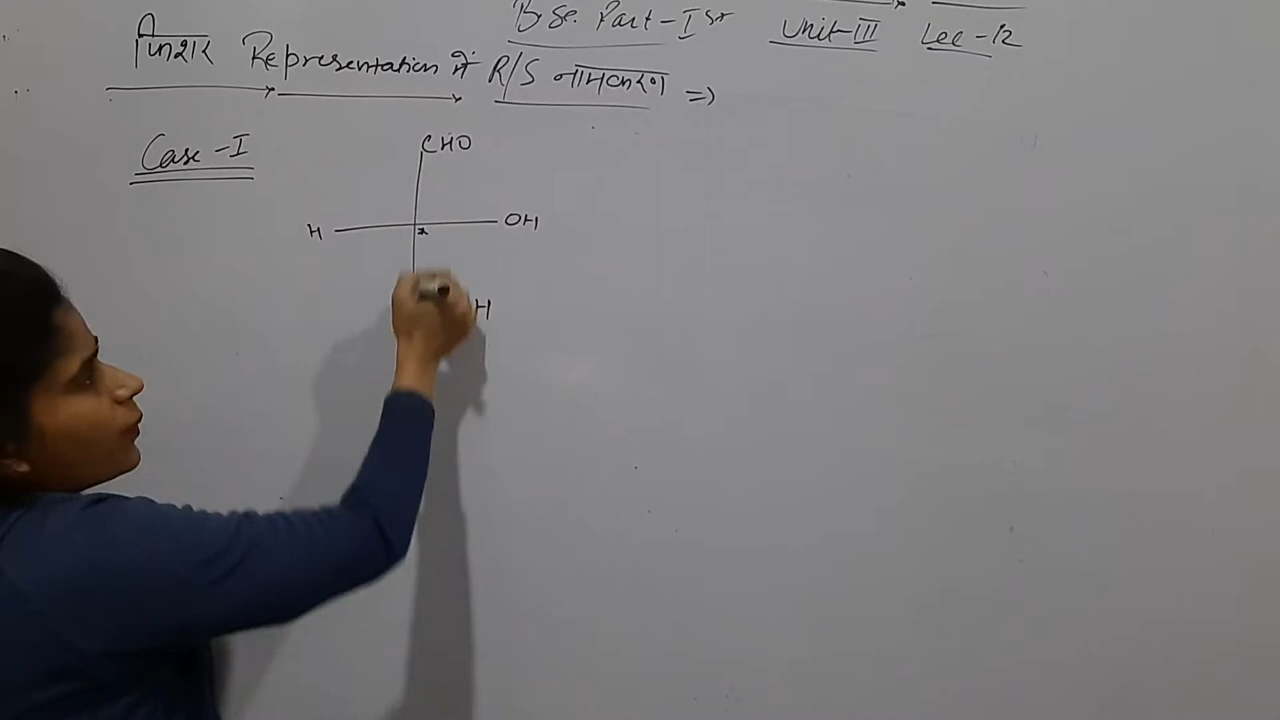 B.Sc. Part-Ist Unit-III Lec-12
फिशर Representation में R/S नामकरण =>
Case-I
CHO
H * OH
H